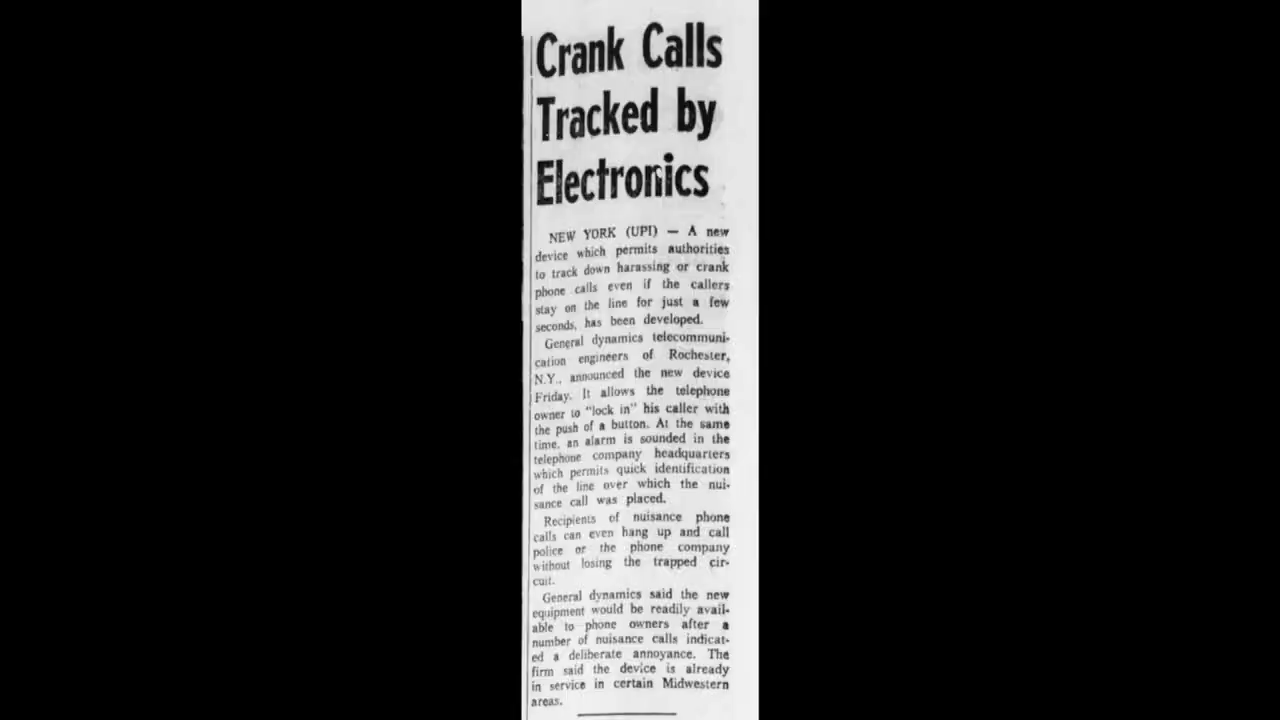 Crank Calls
Tracked by
Electronics
NEW YORK (UPI) — A new
device which permits authorities
to track down harassing or crank
phone calls even if the callers
stay on the line for just a few
seconds, has been developed.
General dynamics telecommuni-
cation engineers of Rochester,
N.Y., announced the new device
Friday. It allows the telephone
owner to "lock in" his caller with
the push of a button. At the same
time, an alarm is sounded in the
telephone company headquarters
which permits quick identification
of the line over which the nui-
sance call was placed.
Recipients of nuisance phone
calls can even hang up and call
police or the phone company
without losing the trapped cir-
cuit.
General dynamics said the new
equipment would be readily avail-
able to phone owners after a
number of nuisance calls indicat-
ed a deliberate annoyance. The
firm said the device is already
in service in certain Midwestern
areas.